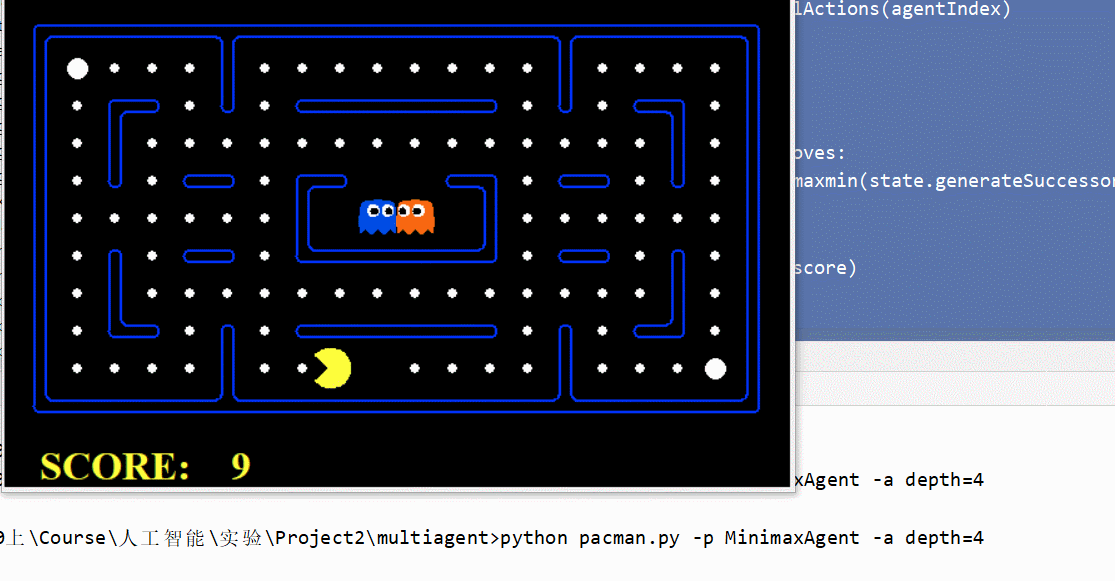 lActions(agentIndex)
oves:
maxmin(state.generateSuccessor
score)
SCORE: 9
xAgent -a depth=4
上\Course\人工智能\实验\Project2\multiagent>python pacman.py -p MinimaxAgent -a depth=4